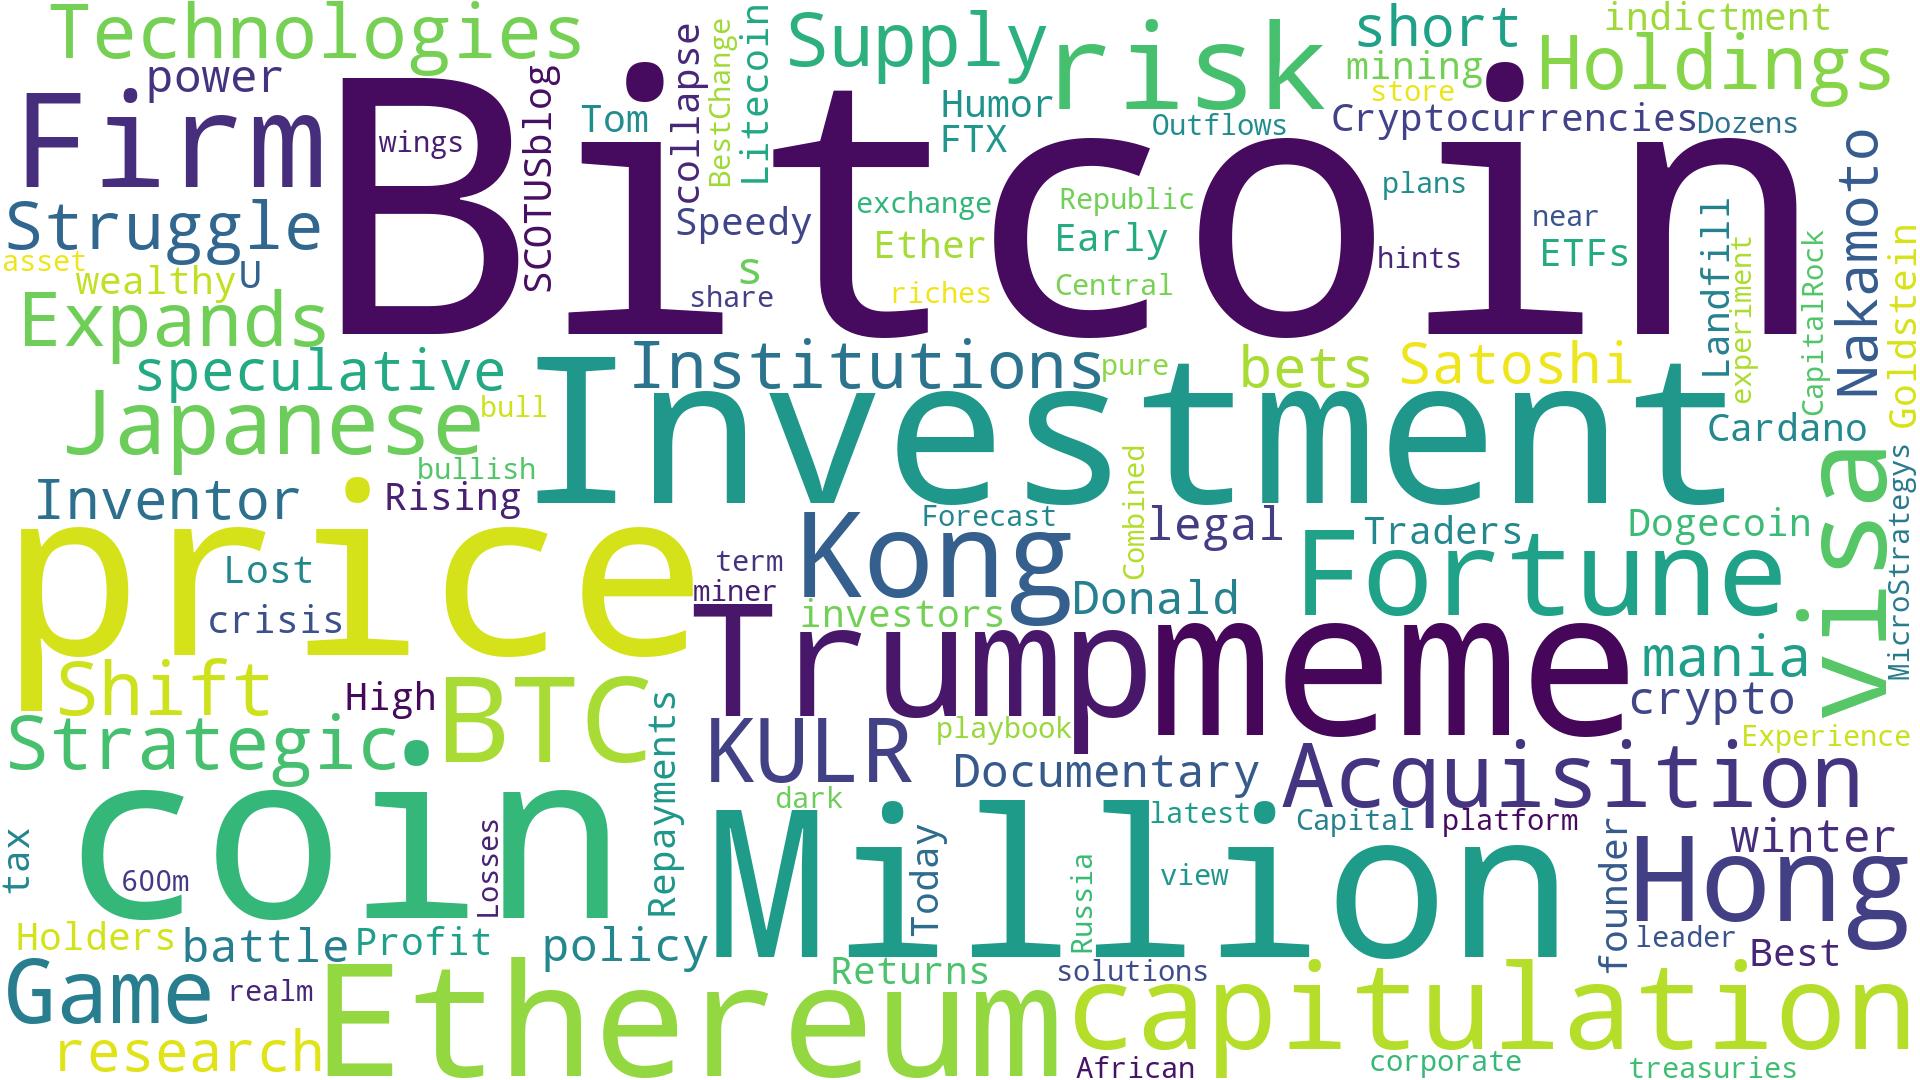 Technologies
Supply
risk
short
indictment
Holdings
mining
store
power
Firm
wings
SCOTUSblog
Tom
collapse
BestChange
Litecoin
Humor
FTX
Outflows
Cryptocurrencies
Dozens
Bitcoin
Struggle
Speedy
exchange
Republic
plans
near
Nakamoto
asset
wealthy
U
s
Ether
Early
hints
ETFs
Landfill
experiment
CapitalRock
Goldstein
Expands
share
riches
Central
speculative
Institutions
pure
bets
Satoshi
Japanese
bull
Investment
Cardano
bullish
Inventor
Rising
Forecast
Combined
legal
Traders
Dogecoin
visa
MicroStrategys
price
Lost
term
Kong
Fortune
crisis
miner
investors
Donald
Trump
meme
mania
Shift
High
BTC
Repayments
crypto
Strategic
KULR
playbook
Documentary
Acquisition
Experience
coin
dark
latest
Capital
platform
tax
600m
Losses
Million
Today
Russia
view
founder
winter
Hong
Holders
battle
Profit
policy
leader
Best
Game
realm
Ethereum
Returns
solutions
capitulation
research
African
corporate
treasuries